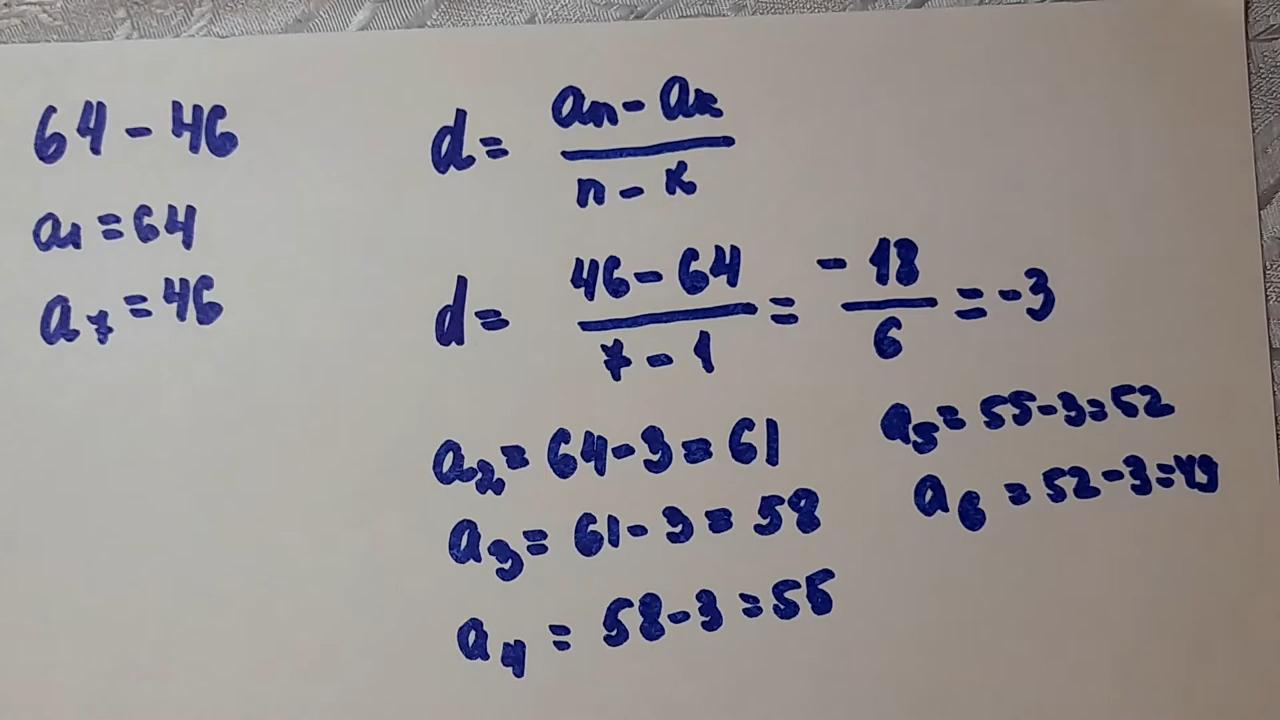 64 - 46
a₁ = 64
a₇ = 46
d = (aₙ - aₖ) / (n - k)
d = (46 - 64) / (7 - 1) = -18 / 6 = -3
a₂ = 64 - 3 = 61
a₃ = 61 - 3 = 58
a₄ = 58 - 3 = 55
a₅ = 55 - 3 = 52
a₆ = 52 - 3 = 49